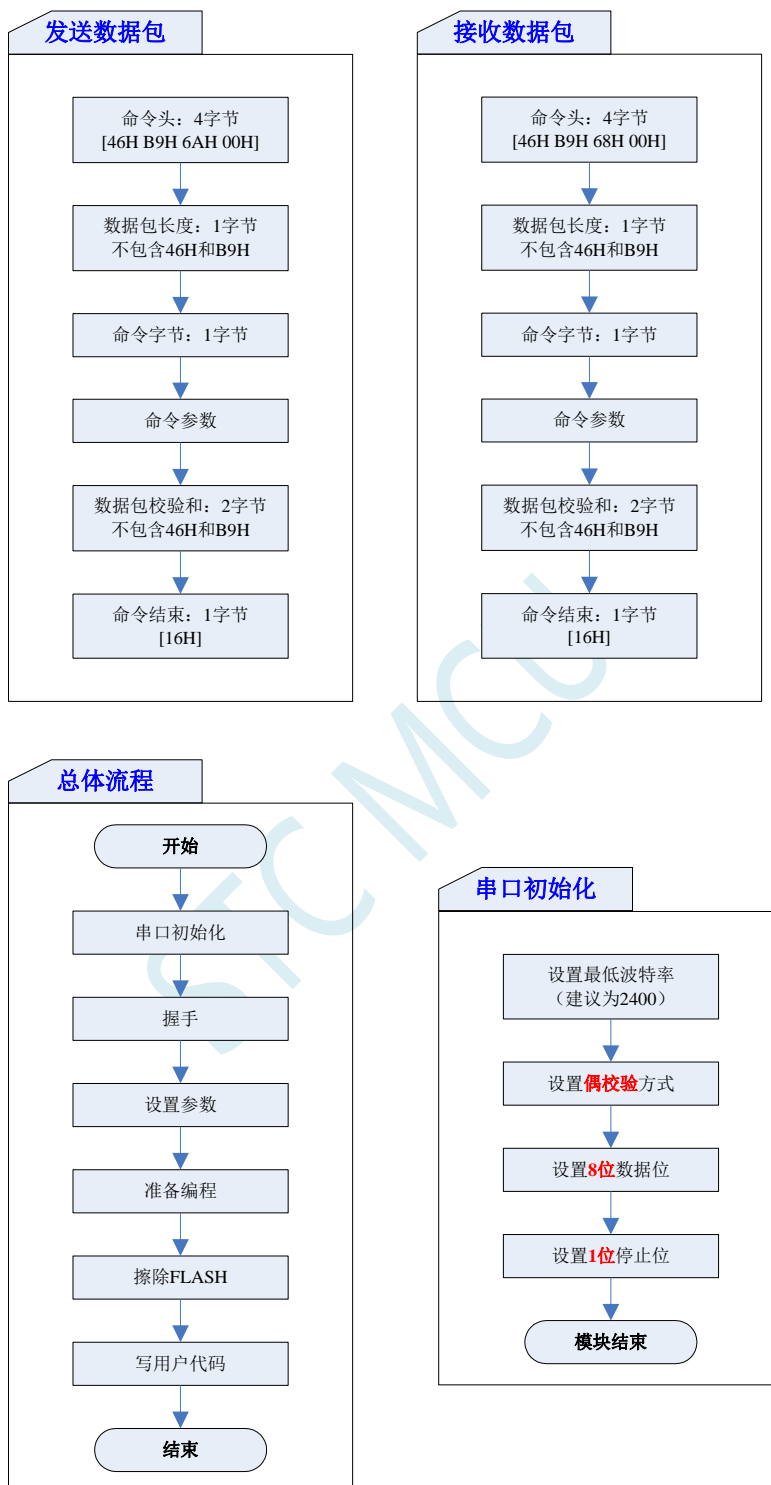 发送数据包
命令头：4字节
[46H B9H 6AH 00H]
数据包长度：1字节
不包含46H和B9H
命令字节：1字节
命令参数
数据包校验和：2字节
不包含46H和B9H
命令结束：1字节
[16H]
接收数据包
命令头：4字节
[46H B9H 68H 00H]
数据包长度：1字节
不包含46H和B9H
命令字节：1字节
命令参数
数据包校验和：2字节
不包含46H和B9H
命令结束：1字节
[16H]
总体流程
开始
串口初始化
握手
设置参数
准备编程
擦除FLASH
写用户代码
结束
串口初始化
设置最低波特率
（建议为2400）
设置偶校验方式
设置8位数据位
设置1位停止位
模块结束
STC MCU